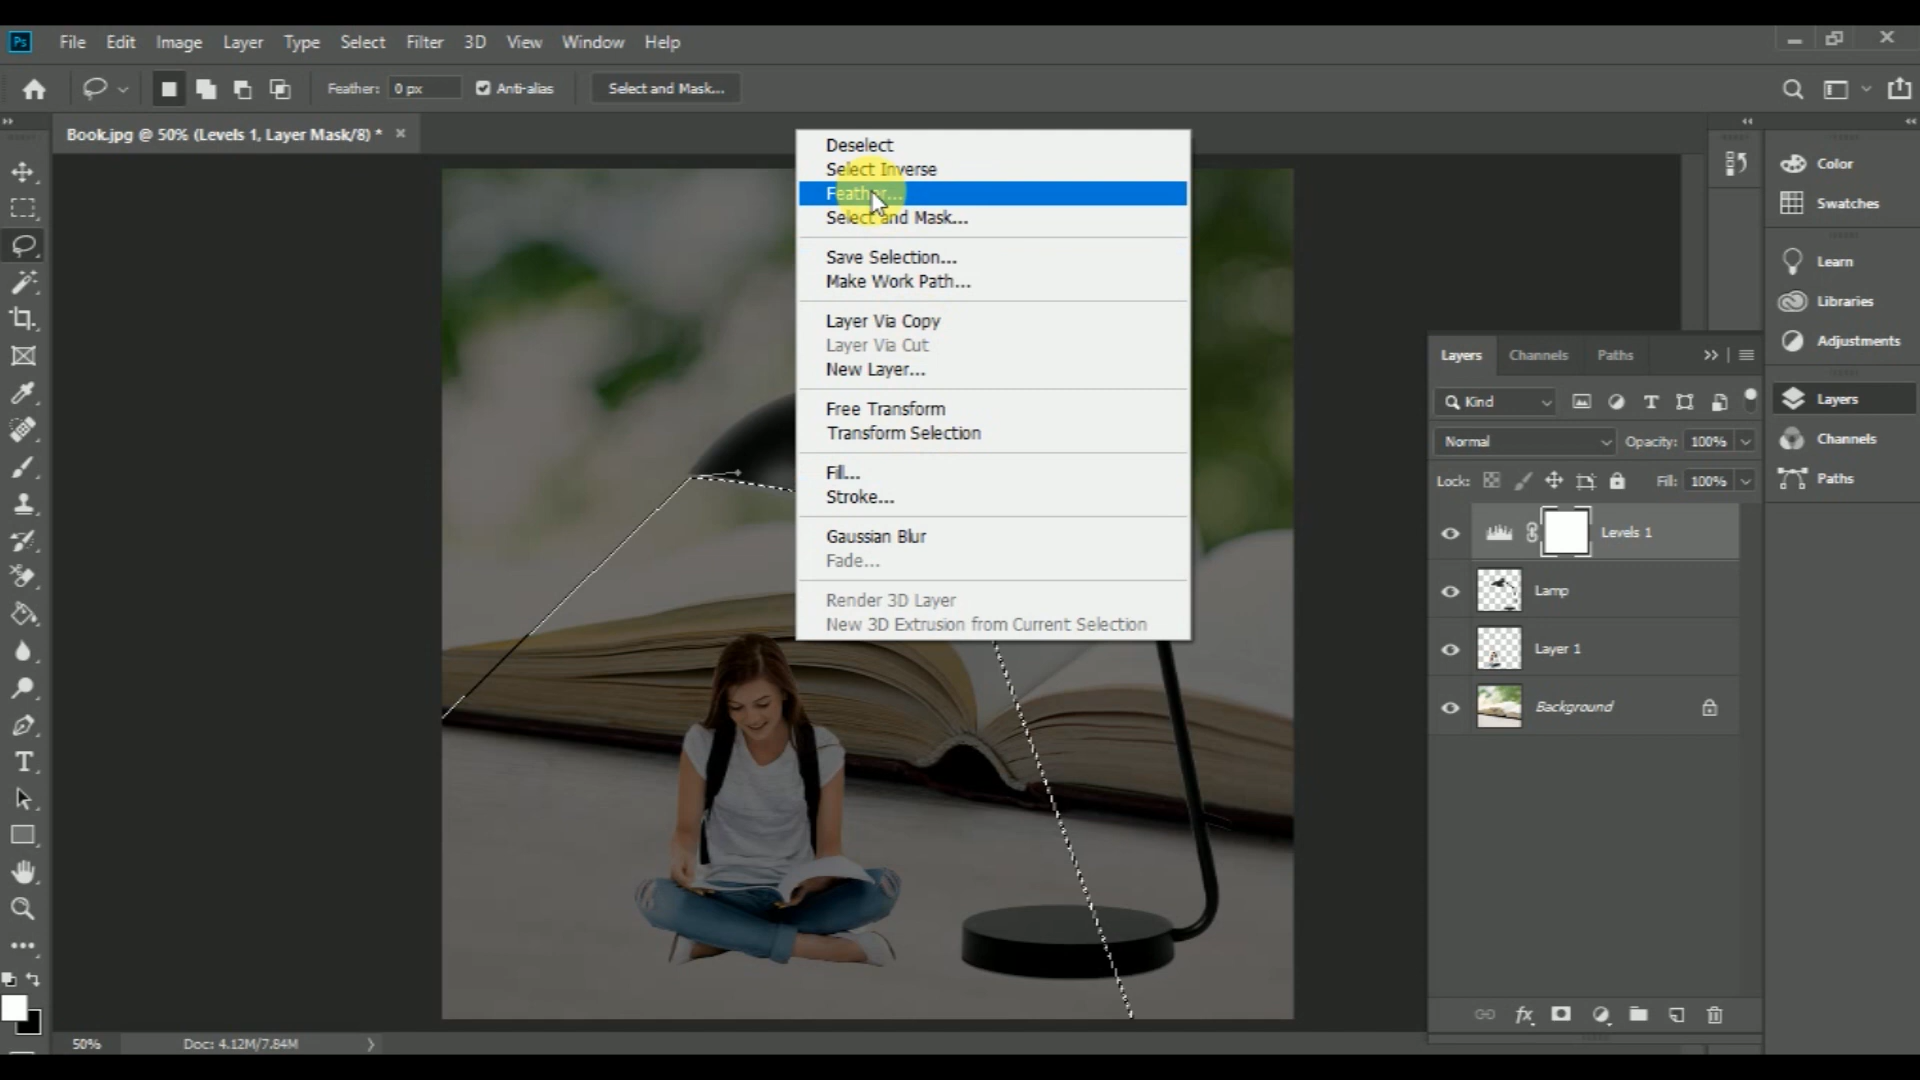 Ps File Edit Image Layer Type Select Filter 3D View Window Help
Feather: 0 px Anti-alias Select and Mask...
Book.jpg @ 50% (Levels 1, Layer Mask/8) *
Deselect
Select Inverse
Feather...
Select and Mask...
Save Selection...
Make Work Path...
Layer Via Copy
Layer Via Cut
New Layer...
Free Transform
Transform Selection
Fill...
Stroke...
Gaussian Blur
Fade...
Render 3D Layer
New 3D Extrusion from Current Selection
Color
Swatches
Learn
Libraries
Adjustments
Layers
Channels
Paths
Layers Channels Paths
Kind
Normal Opacity: 100%
Lock: Fill: 100%
Levels 1
Lamp
Layer 1
Background
fx
50% Doc: 4.12M/7.84M